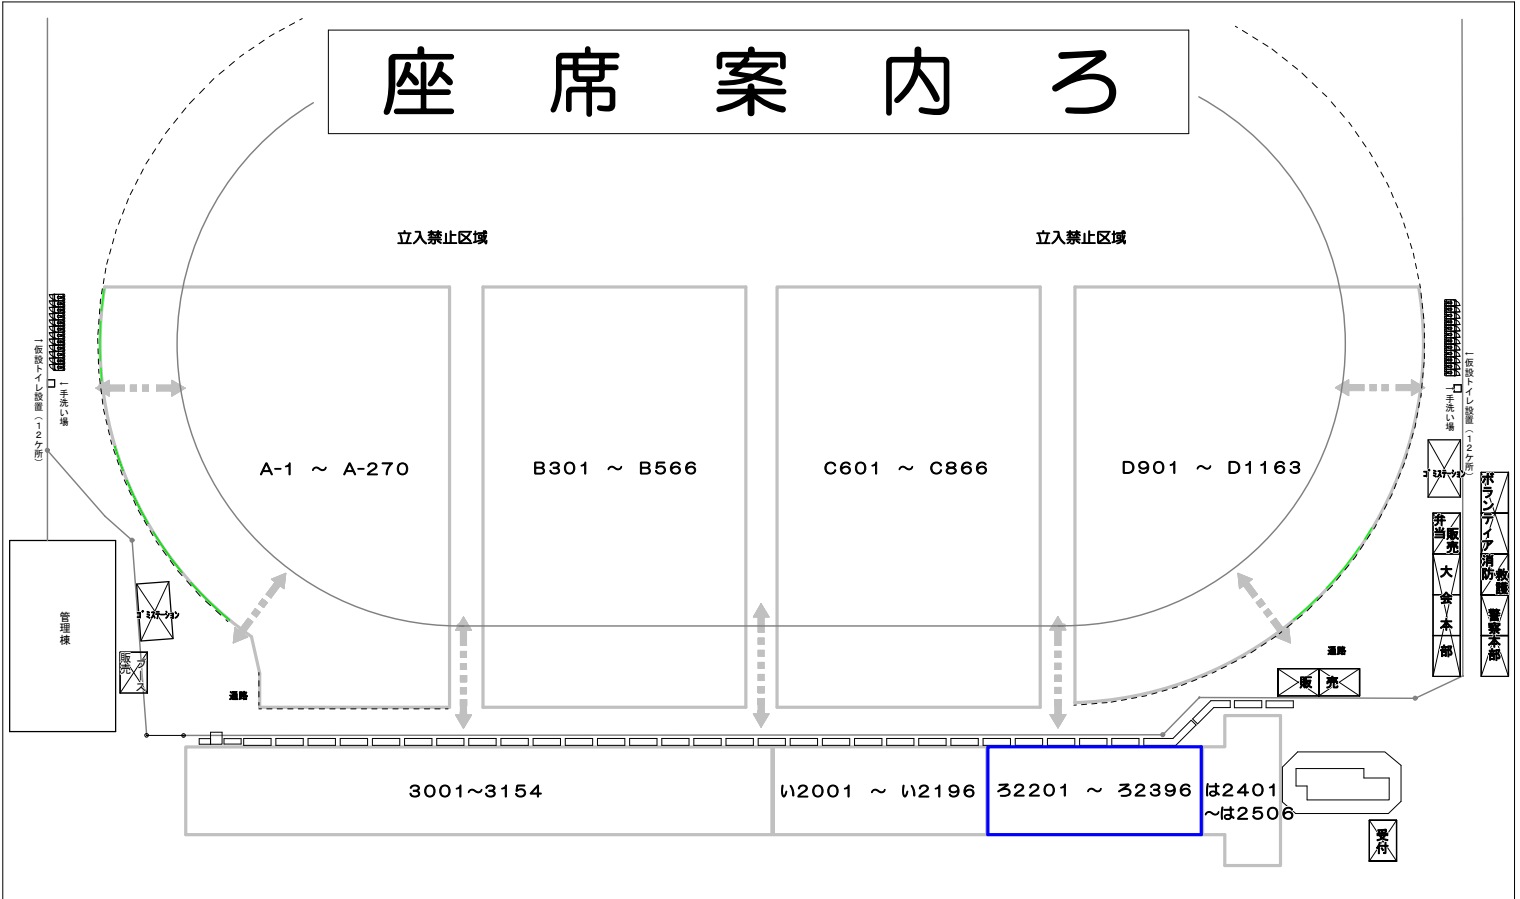 座席案内ろ
立入禁止区域
立入禁止区域
→仮設トイレ設置（12ケ所）
→手洗い場
→仮設トイレ設置（12ケ所）
→手洗い場
A-1 ～ A-270
B301 ～ B566
C601 ～ C866
D901 ～ D1163
ｺﾞﾐｽﾃｰｼｮﾝ
ボランティア
弁当
販売
消防
救護
大会本部
警察本部
管理棟
ｺﾞﾐｽﾃｰｼｮﾝ
販売
ブース
通路
通路
販売
3001～3154
い2001 ～ い2196
ろ2201 ～ ろ2396
は2401
～は2506
受付